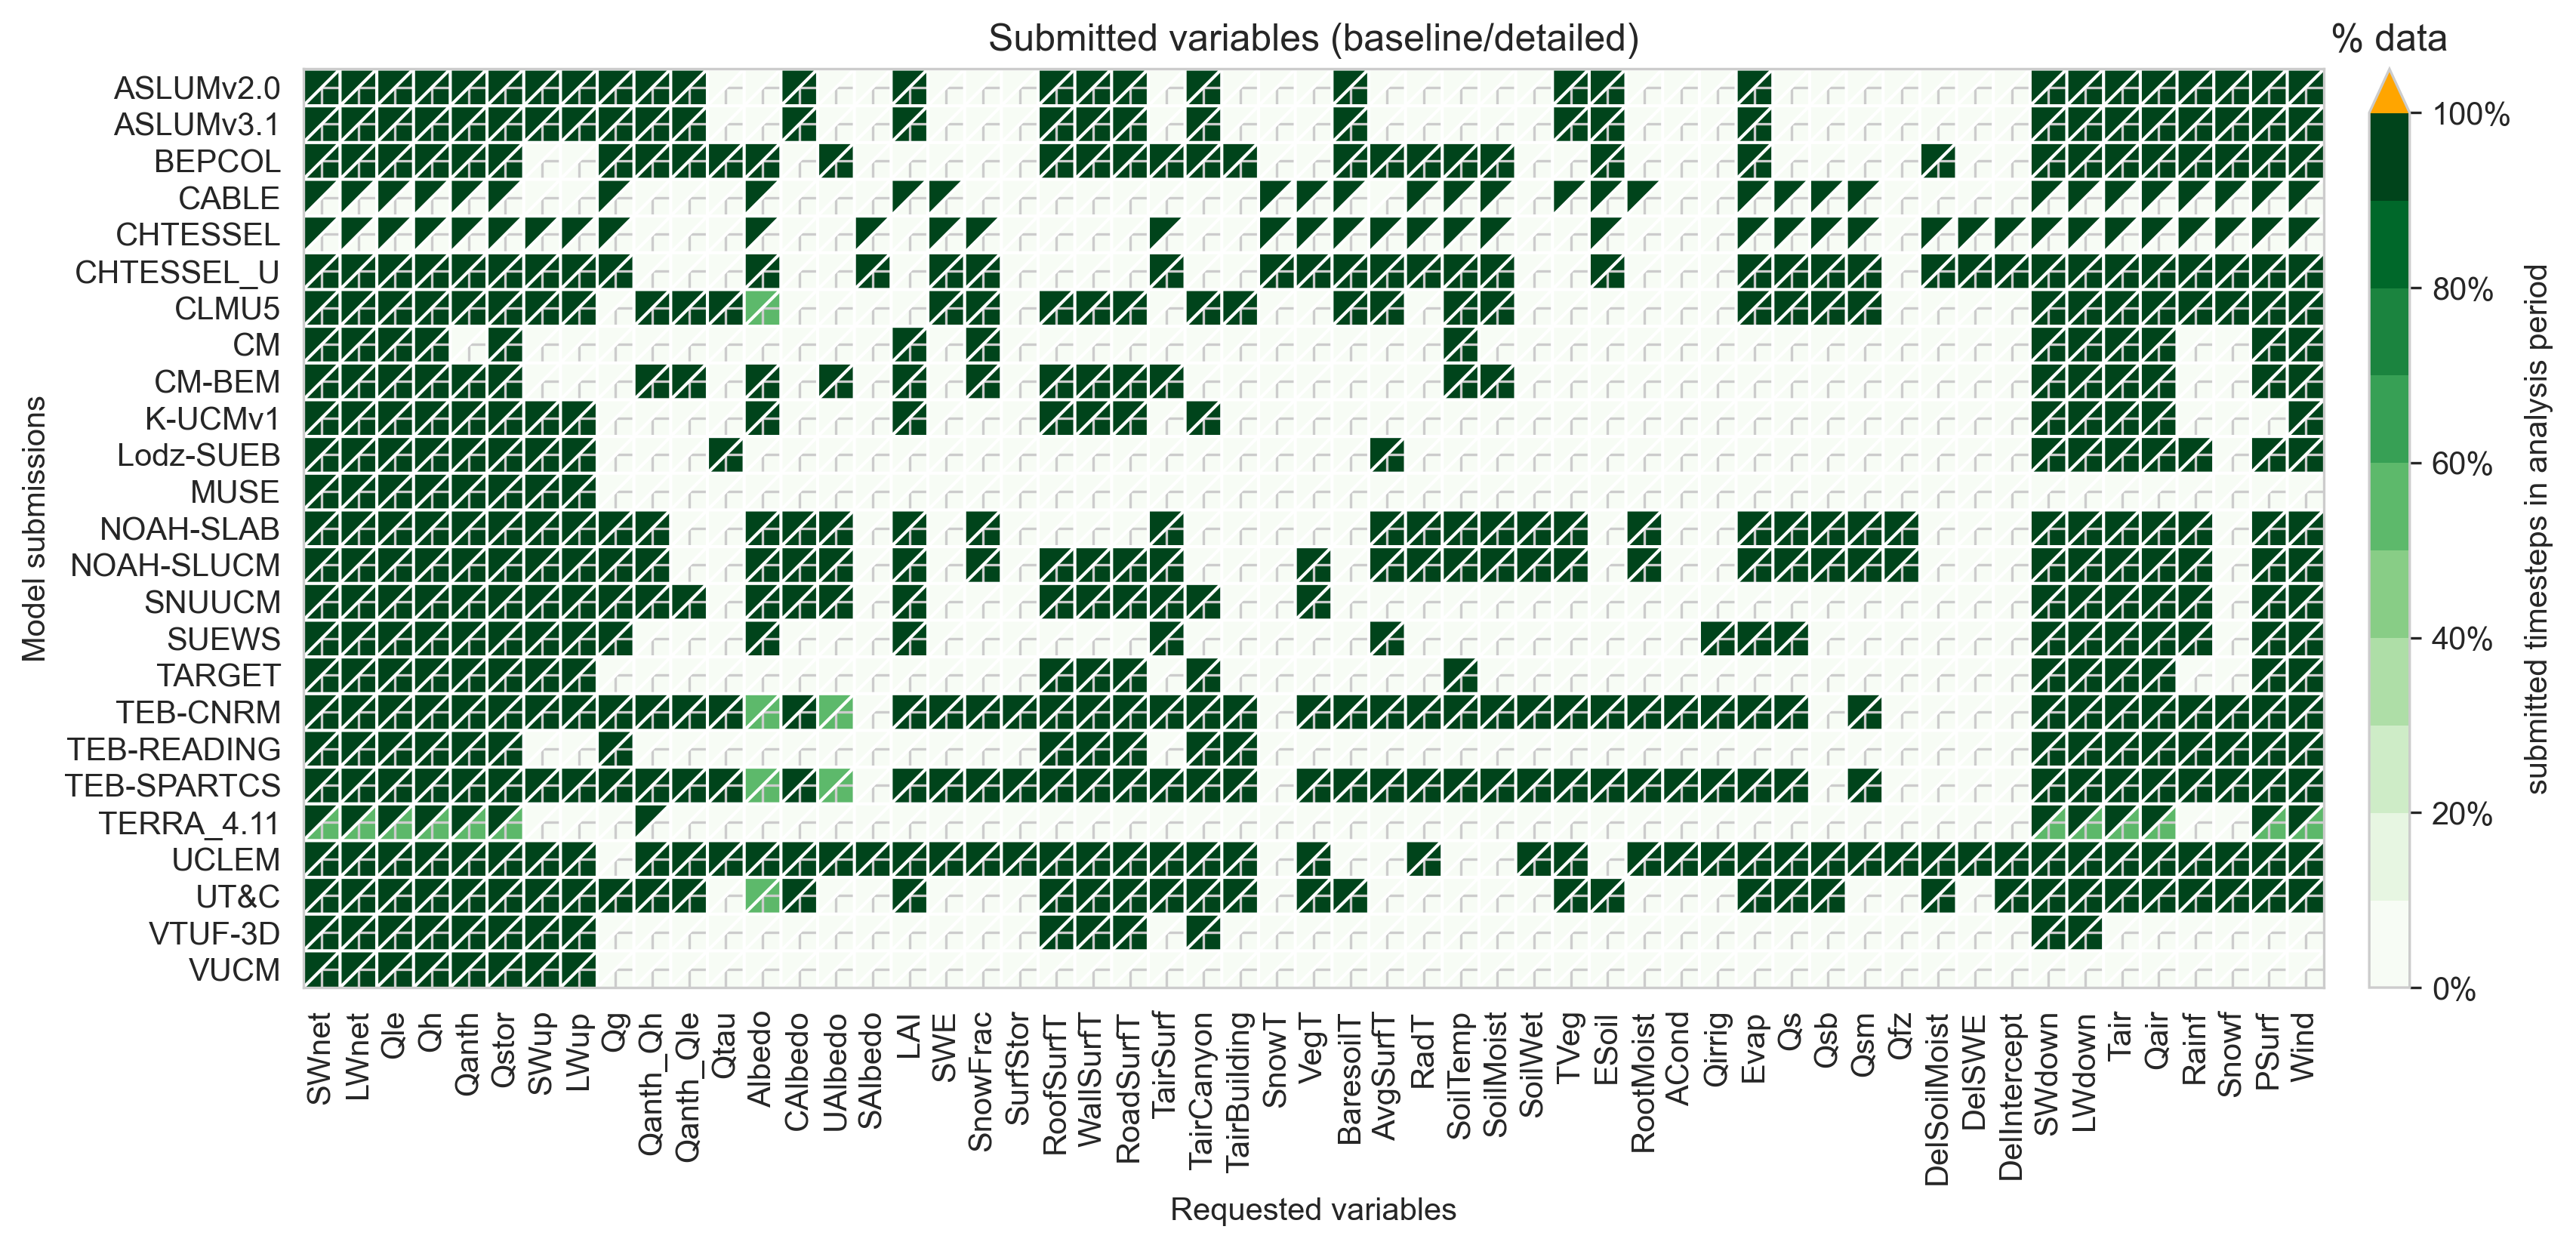 Submitted variables (baseline/detailed)
% data
Model submissions
ASLUMv2.0
ASLUMv3.1
BEPCOL
CABLE
CHTESSEL
CHTESSEL_U
CLMU5
CM
CM-BEM
K-UCMv1
Lodz-SUEB
MUSE
NOAH-SLAB
NOAH-SLUCM
SNUUCM
SUEWS
TARGET
TEB-CNRM
TEB-READING
TEB-SPARTCS
TERRA_4.11
UCLEM
UT&C
VTUF-3D
VUCM
100%
80%
60%
40%
20%
0%
submitted timesteps in analysis period
SWnet
LWnet
Qle
Qh
Qanth
Qstor
SWup
LWup
Qg
Qanth_Qh
Qanth_Qle
Qtau
Albedo
CAlbedo
UAlbedo
SAlbedo
LAI
SWE
SnowFrac
SurfStor
RoofSurfT
WallSurfT
RoadSurfT
TairSurf
TairCanyon
TairBuilding
SnowT
VegT
BaresoilT
AvgSurfT
RadT
SoilTemp
SoilMoist
SoilWet
TVeg
ESoil
RootMoist
ACond
Qirrig
Evap
Qs
Qsb
Qsm
Qfz
DelSoilMoist
DelSWE
DelIntercept
SWdown
LWdown
Tair
Qair
Rainf
Snowf
PSurf
Wind
Requested variables